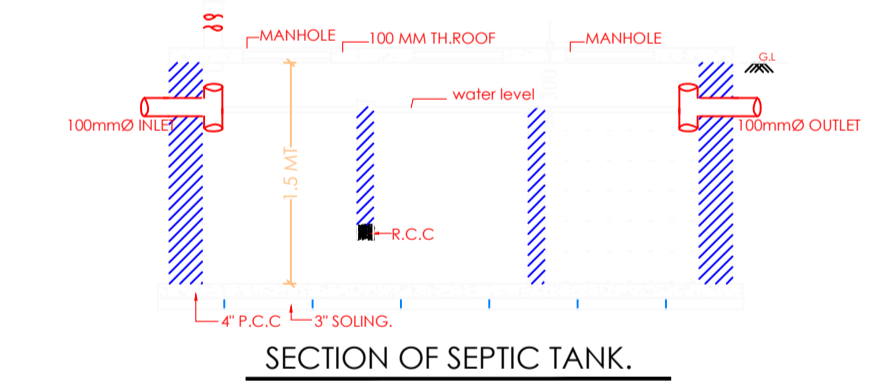 MANHOLE
100 MM TH.ROOF
MANHOLE
G.L
water level
100mmØ INLET
100mmØ OUTLET
1.5 MT
R.C.C
4" P.C.C
3" SOLING.
SECTION OF SEPTIC TANK.